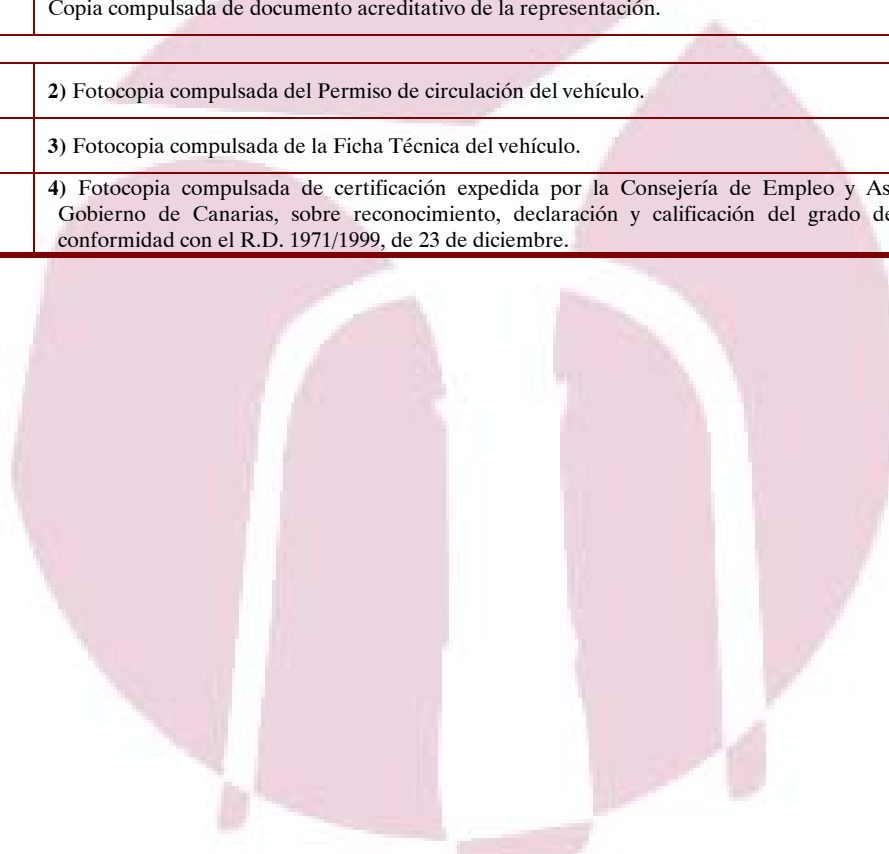 Copia compulsada de documento acreditativo de la representación.
2) Fotocopia compulsada del Permiso de circulación del vehículo.
3) Fotocopia compulsada de la Ficha Técnica del vehículo.
4) Fotocopia compulsada de certificación expedida por la Consejería de Empleo y As
Gobierno de Canarias, sobre reconocimiento, declaración y calificación del grado de
conformidad con el R.D. 1971/1999, de 23 de diciembre.